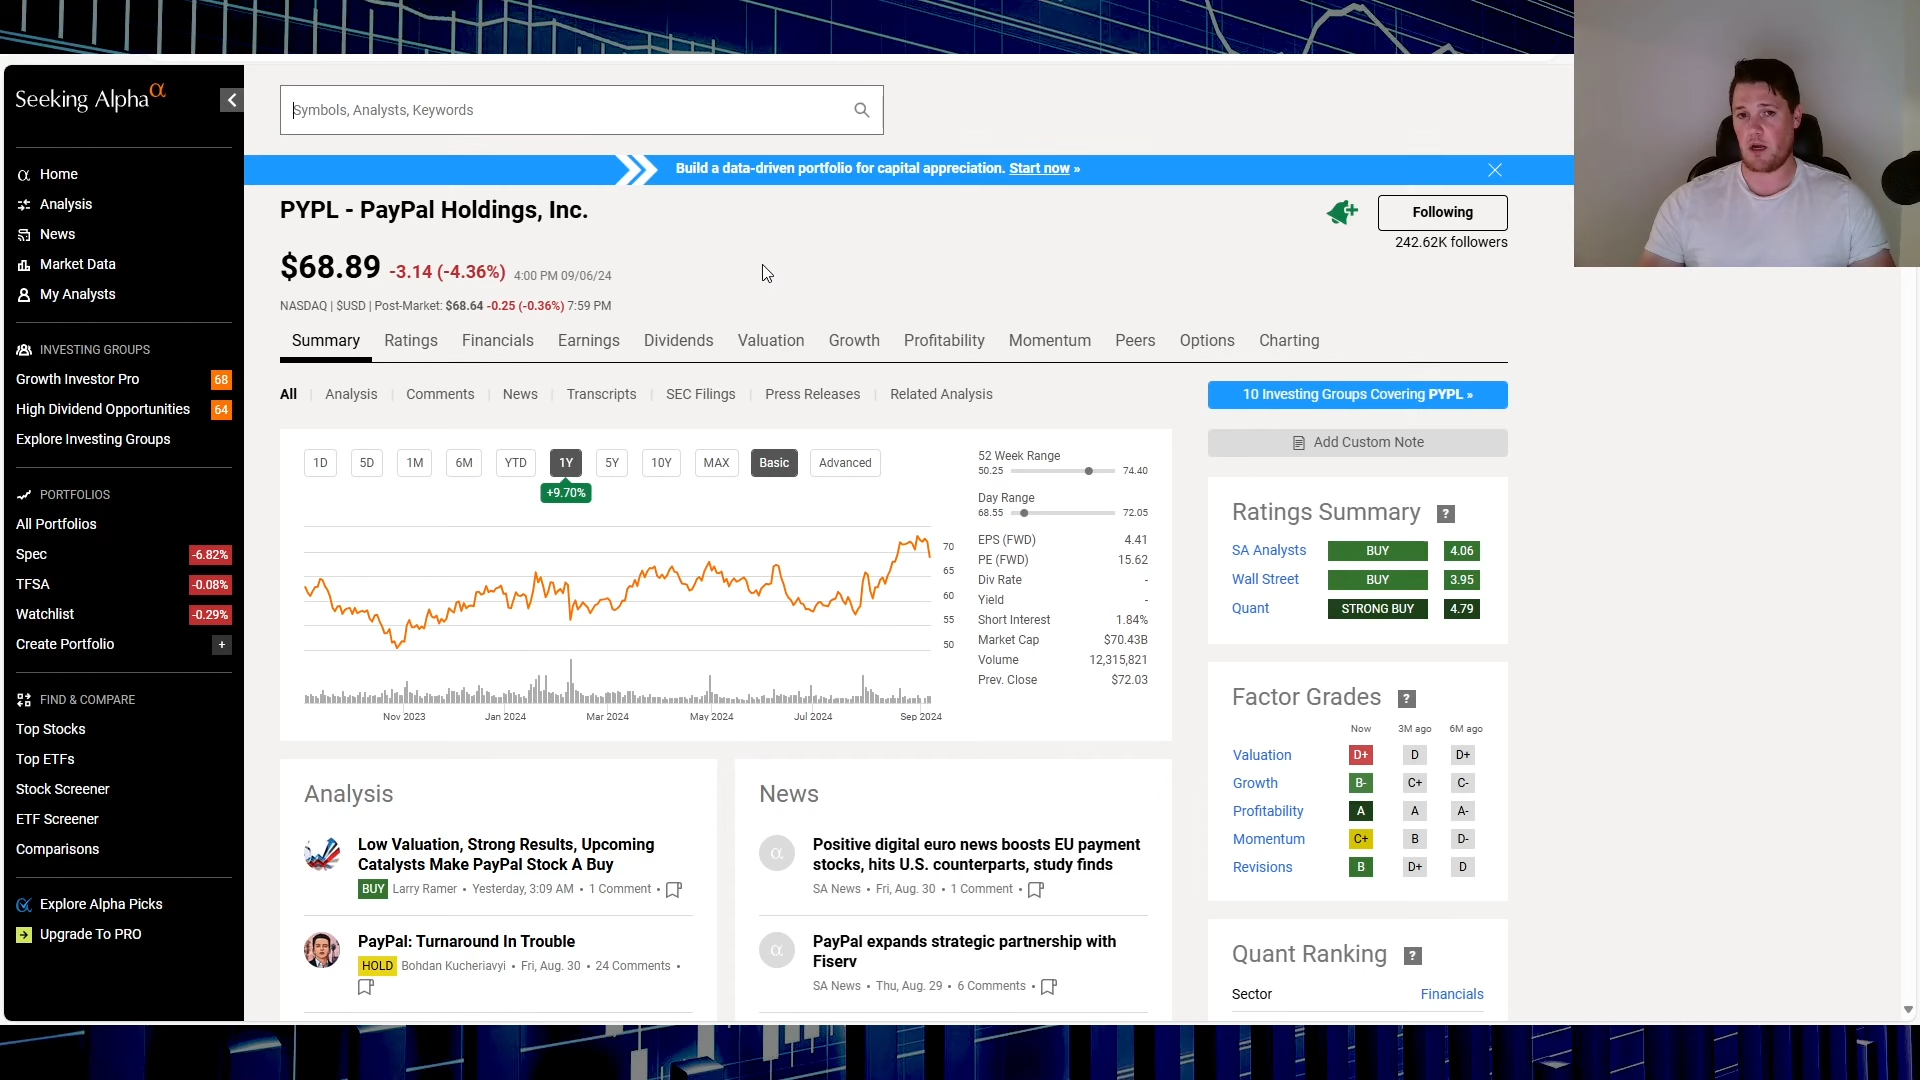 Seeking Alpha α
Home
Analysis
News
Market Data
My Analysts
INVESTING GROUPS
Growth Investor Pro 68
High Dividend Opportunities 64
Explore Investing Groups
PORTFOLIOS
All Portfolios
Spec -6.82%
TFSA -0.08%
Watchlist -0.29%
Create Portfolio +
FIND & COMPARE
Top Stocks
Top ETFs
Stock Screener
ETF Screener
Comparisons
Explore Alpha Picks
Upgrade To PRO
Symbols, Analysts, Keywords
Build a data-driven portfolio for capital appreciation. Start now »
PYPL - PayPal Holdings, Inc.
Following
242.62K followers
$68.89 -3.14 (-4.36%) 4:00 PM 09/06/24
NASDAQ | $USD | Post-Market: $68.64 -0.25 (-0.36%) 7:59 PM
Summary Ratings Financials Earnings Dividends Valuation Growth Profitability Momentum Peers Options Charting
All | Analysis | Comments | News | Transcripts | SEC Filings | Press Releases | Related Analysis
1D 5D 1M 6M YTD 1Y 5Y 10Y MAX Basic Advanced
+9.70%
70
65
60
55
50
Nov 2023 Jan 2024 Mar 2024 May 2024 Jul 2024 Sep 2024
52 Week Range
50.25 74.40
Day Range
68.55 72.05
EPS (FWD) 4.41
PE (FWD) 15.62
Div Rate -
Yield -
Short Interest 1.84%
Market Cap $70.43B
Volume 12,315,821
Prev. Close $72.03
10 Investing Groups Covering PYPL »
Add Custom Note
Ratings Summary ?
SA Analysts BUY 4.06
Wall Street BUY 3.95
Quant STRONG BUY 4.79
Factor Grades ?
Now 3M ago 6M ago
Valuation D+ D D+
Growth B- C+ C-
Profitability A A A-
Momentum C+ B D-
Revisions B D+ D
Quant Ranking ?
Sector Financials
Analysis
Low Valuation, Strong Results, Upcoming
Catalysts Make PayPal Stock A Buy
BUY Larry Ramer • Yesterday, 3:09 AM • 1 Comment •
PayPal: Turnaround In Trouble
HOLD Bohdan Kucheriavyi • Fri, Aug. 30 • 24 Comments •
News
α
Positive digital euro news boosts EU payment
stocks, hits U.S. counterparts, study finds
SA News • Fri, Aug. 30 • 1 Comment •
α
PayPal expands strategic partnership with
Fiserv
SA News • Thu, Aug. 29 • 6 Comments •